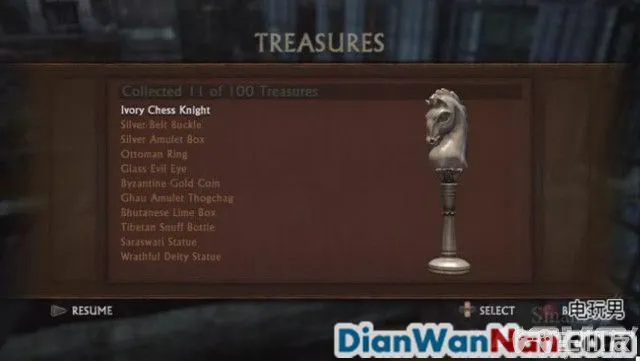 TREASURES
Collected 11 of 100 Treasures
Ivory Chess Knight
Silver Belt Buckle
Silver Amulet Box
Ottoman Ring
Glass Evil Eye
Byzantine Gold Coin
Ghau Amulet Thogchag
Bhutanese Lime Box
Tibetan Snuff Bottle
Saraswari Statue
Wrathful Deity Statue
RESUME
SELECT
电玩男
DianWanNan.com